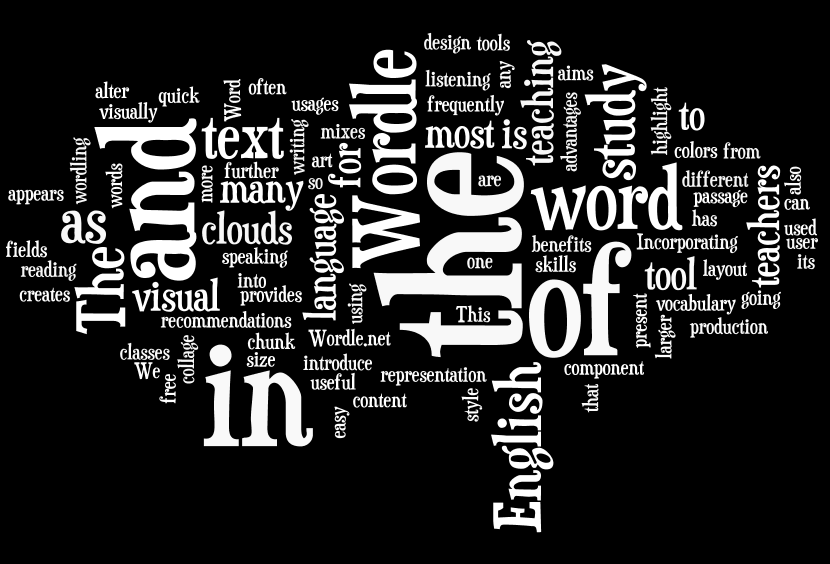 design tools
listening
any
teaching
aims
alter
quick
visually
Word
often
usages
frequently
Wordle
study
advantages
highlight
to
text
and
writing
mixes
most is
colors from
wordling
words
more
further
art
for
so
many
the
are
word
different
passage
has
teachers
also
can
used
user
its
appears
as
clouds
language
speaking
one
benefits
skills
Incorporating
of
tool
layout
fields
reading
creates
The
visual
into
provides
using
This
present
vocabulary
going
larger
production
recommendations
Wordle.net
classes
We
free
collage
chunk
size
in
introduce
useful
easy
content
representation
style
English
component
that